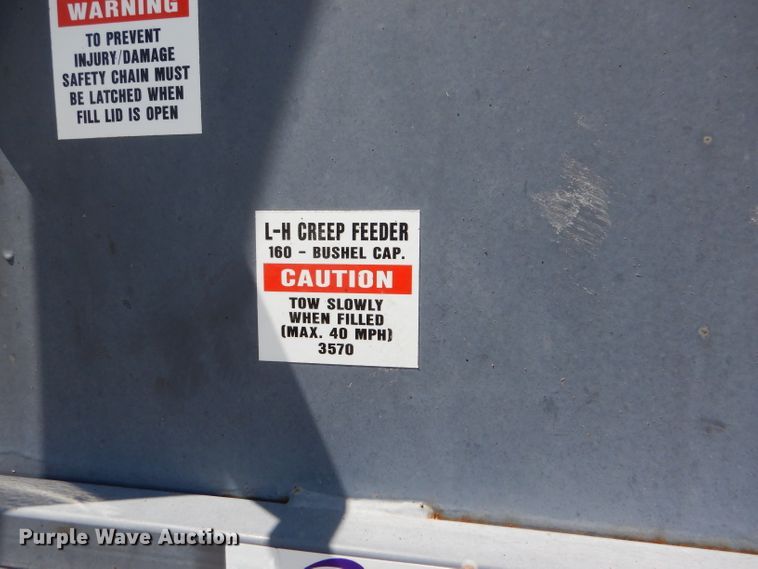 WARNING
TO PREVENT
INJURY/DAMAGE
SAFETY CHAIN MUST
BE LATCHED WHEN
FILL LID IS OPEN
L-H CREEP FEEDER
160 - BUSHEL CAP.
CAUTION
TOW SLOWLY
WHEN FILLED
(MAX. 40 MPH)
3570
Purple Wave Auction